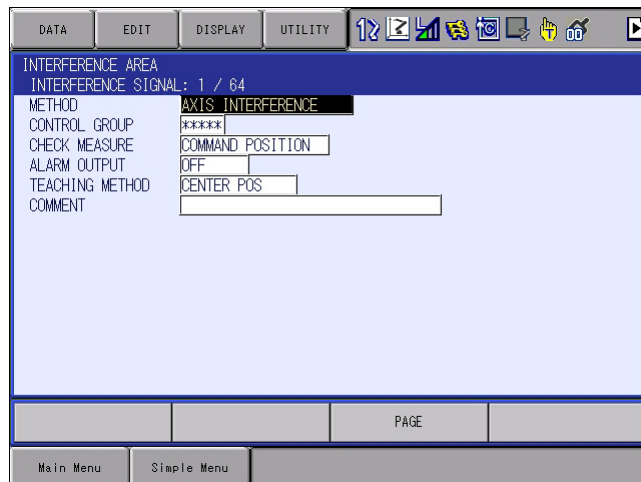 DATA EDIT DISPLAY UTILITY
INTERFERENCE AREA
INTERFERENCE SIGNAL: 1 / 64
METHOD AXIS INTERFERENCE
CONTROL GROUP *****
CHECK MEASURE COMMAND POSITION
ALARM OUTPUT OFF
TEACHING METHOD CENTER POS
COMMENT
PAGE
Main Menu Simple Menu